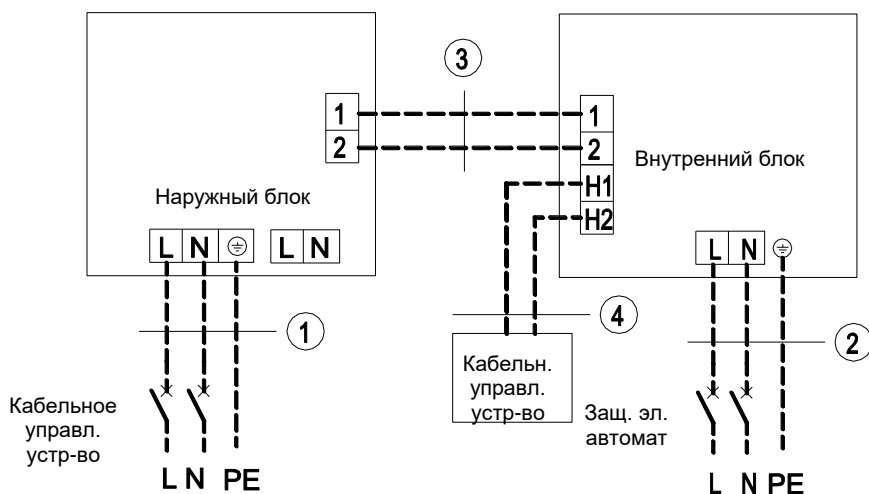 3
1
2
1
2
H1
H2
Внутренний блок
Наружный блок
L N
L N
L N
1
4
2
Кабельное
управл.
устр-во
Кабельн.
управл.
устр-во
Защ. эл.
автомат
L N PE
L N PE